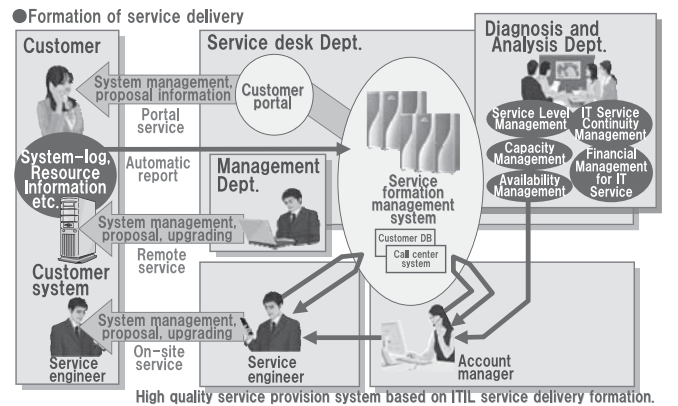 ●Formation of service delivery
Customer
System-log,
Resource
Information
etc.
Customer
system
Service
engineer
System management,
proposal information
Portal
service
Automatic
report
System management,
proposal, upgrading
Remote
service
System management,
proposal, upgrading
On-site
service
Service desk Dept.
Customer
portal
Management
Dept.
Service
formation
management
system
Customer DB
Call center
system
Service
engineer
Account
manager
Diagnosis and
Analysis Dept.
Service Level
Management
IT Service
Continuity
Management
Capacity
Management
Financial
Management
for IT
Service
Availability
Management
High quality service provision system based on ITIL service delivery formation.